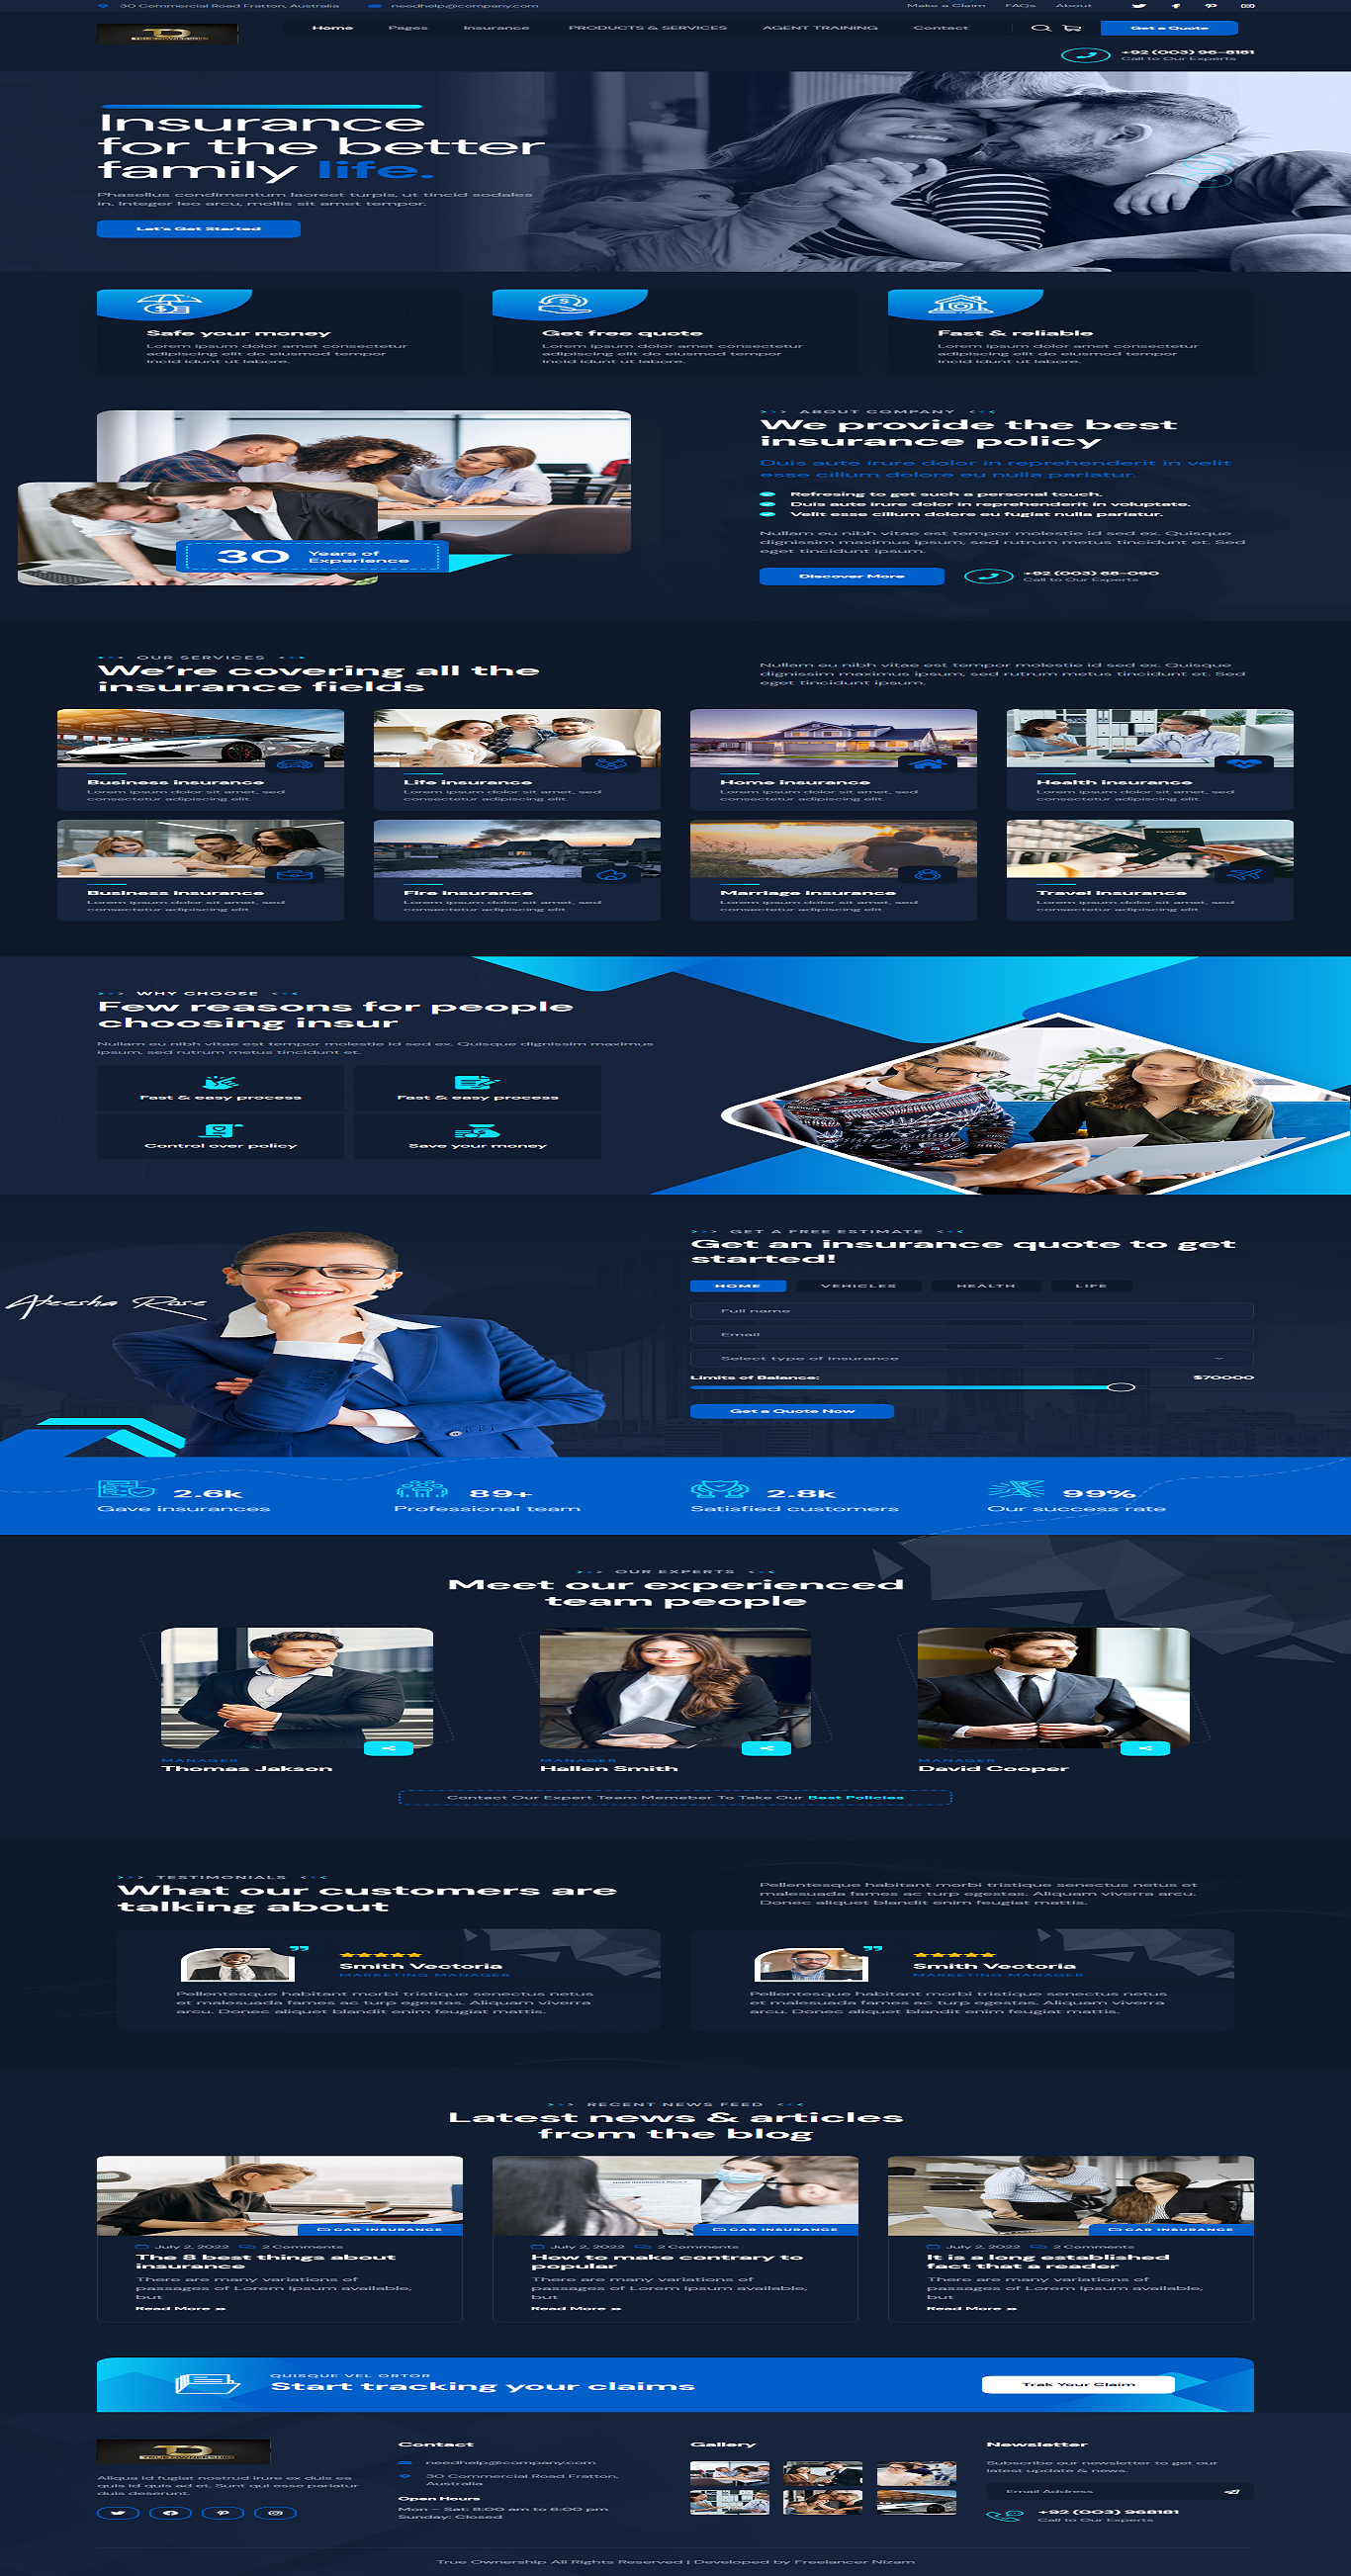 30 Commercial Road Fratton, Australia
needhelp@company.com
Make a Claim
FAQs
About
TRUE OWNERSHIP
Home
Pages
Insurance
PRODUCTS & SERVICES
AGENT TRAINING
Contact
Get a Quote
+92 (003) 96-8181
Call to Our Experts
Insurance
for the better
family life.
Phasellus condimentum laoreet turpis, ut tincid sodales
in. Integer leo arcu, mollis sit amet tempor.
Let's Get Started
Safe your money
Lorem ipsum dolor amet consectetur
adipiscing elit do eiusmod tempor
incid idunt ut labore.
Get free quote
Lorem ipsum dolor amet consectetur
adipiscing elit do eiusmod tempor
incid idunt ut labore.
Fast & reliable
Lorem ipsum dolor amet consectetur
adipiscing elit do eiusmod tempor
incid idunt ut labore.
30
Years of
Experience
ABOUT COMPANY
We provide the best
insurance policy
Duis aute irure dolor in reprehenderit in velit
esse cillum dolore eu nulla pariatur.
Refresing to get such a personal touch.
Duis aute irure dolor in reprehenderit in voluptate.
Velit esse cillum dolore eu fugiat nulla pariatur.
Nullam eu nibh vitae est tempor molestie id sed ex. Quisque
dignissim maximus ipsum, sed rutrum metus tincidunt et. Sed
eget tincidunt ipsum.
Discover More
+92 (003) 68-090
Call to Our Experts
OUR SERVICES
We're covering all the
insurance fields
Nullam eu nibh vitae est tempor molestie id sed ex. Quisque
dignissim maximus ipsum, sed rutrum metus tincidunt et. Sed
eget tincidunt ipsum.
Business insurance
Lorem ipsum dolor sit amet, sed
consectetur adipiscing elit.
Life insurance
Lorem ipsum dolor sit amet, sed
consectetur adipiscing elit.
Home insurance
Lorem ipsum dolor sit amet, sed
consectetur adipiscing elit.
Health insurance
Lorem ipsum dolor sit amet, sed
consectetur adipiscing elit.
PASSPORT
Business insurance
Lorem ipsum dolor sit amet, sed
consectetur adipiscing elit.
Fire insurance
Lorem ipsum dolor sit amet, sed
consectetur adipiscing elit.
Marriage insurance
Lorem ipsum dolor sit amet, sed
consectetur adipiscing elit.
Travel insurance
Lorem ipsum dolor sit amet, sed
consectetur adipiscing elit.
WHY CHOOSE
Few reasons for people
choosing insur
Nullam eu nibh vitae est tempor molestie id sed ex. Quisque dignissim maximus
ipsum, sed rutrum metus tincidunt et.
Fast & easy process
Fast & easy process
Control over policy
Save your money
Aleesha Rose
GET A FREE ESTIMATE
Get an insurance quote to get
started!
HOME
VEHICLES
HEALTH
LIFE
Full name
Email
Select type of Insurance
Limits of Balance:
$70000
Get a Quote Now
2.6k
Gave insurances
89+
Professional team
2.8k
Satisfied customers
99%
Our success rate
OUR EXPERTS
Meet our experienced
team people
MANAGER
Thomas Jakson
MANAGER
Hallen Smith
MANAGER
David Cooper
Contact Our Expert Team Memeber To Take Our Best Policies
TESTIMONIALS
What our customers are
talking about
Pellentesque habitant morbi tristique senectus netus et
malesuada fames ac turp egestas. Aliquam viverra arcu.
Donec aliquet blandit enim feugiat mattis.
Smith Vectoria
MARKETING MANAGER
Pellentesque habitant morbi tristique senectus netus
et malesuada fames ac turp egestas. Aliquam viverra
arcu. Donec aliquet blandit enim feugiat mattis.
Smith Vectoria
MARKETING MANAGER
Pellentesque habitant morbi tristique senectus netus
et malesuada fames ac turp egestas. Aliquam viverra
arcu. Donec aliquet blandit enim feugiat mattis.
RECENT NEWS FEED
Latest news & articles
from the blog
CAR INSURANCE
July 2, 2022
2 Comments
The 8 best things about
insurance
There are many variations of
passages of Lorem Ipsum available,
but
Read More
CAR INSURANCE
July 2, 2022
2 Comments
How to make contrary to
popular
There are many variations of
passages of Lorem Ipsum available,
but
Read More
CAR INSURANCE
July 2, 2022
2 Comments
It is a long established
fact that a reader
There are many variations of
passages of Lorem Ipsum available,
but
Read More
QUISQUE VEL ORTOR
Start tracking your claims
Trak Your Claim
TRUE OWNERSHIP
Aliqua id fugiat nostrud irure ex duis ea
quis id quis ad et. Sunt qui esse pariatur
duis deserunt.
Contact
needhelp@company.com
30 Commercial Road Fratton,
Australia
Open Hours
Mon – Sat: 8:00 am to 6:00 pm
Sunday: Closed
Gallery
Newsletter
Subscribe our newsletter to get our
latest update & news.
Email Address
+92 (003) 968181
Call to Our Experts
True Ownership All Rights Reserved | Developed by Freelancer Nizam